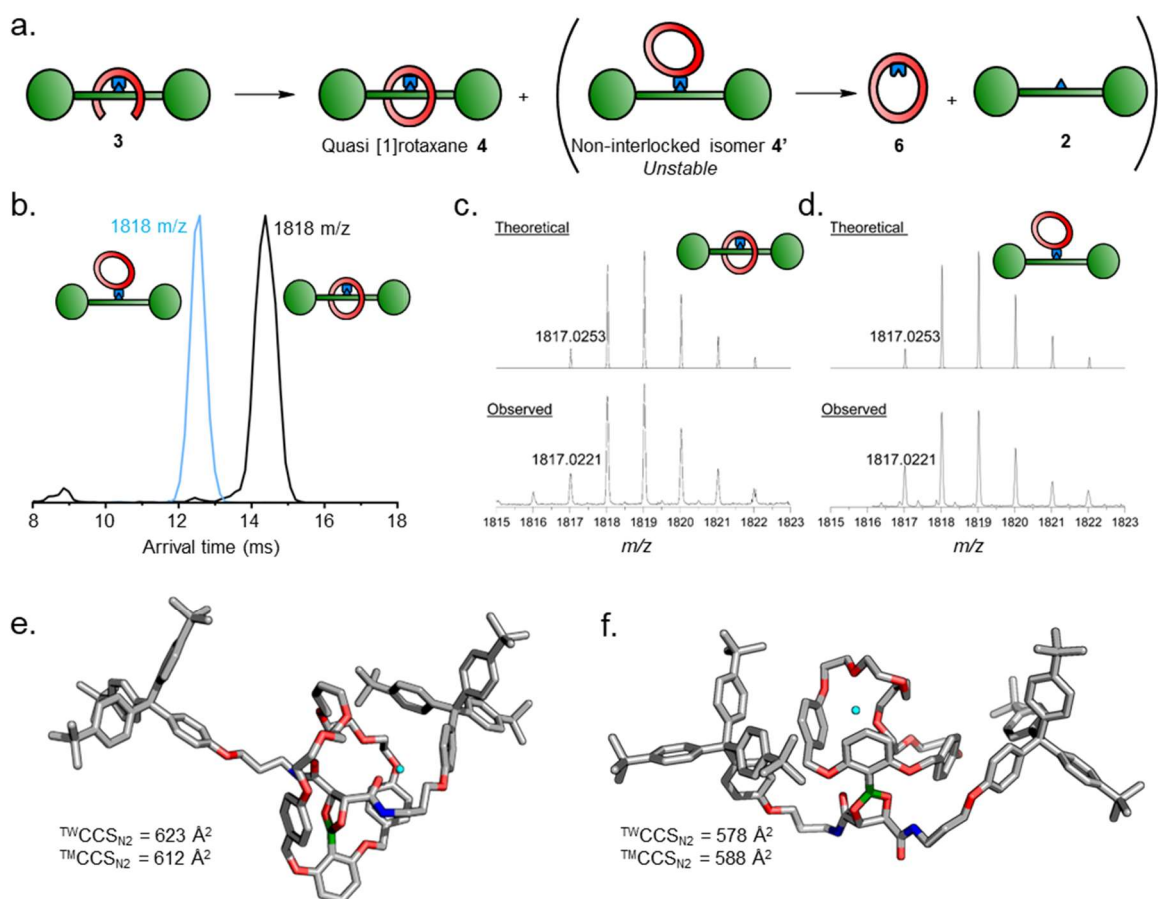 a.
3
Quasi [1]rotaxane 4
+
Non-interlocked isomer 4’
Unstable
6
+
2
b.
1818 m/z
1818 m/z
8 10 12 14 16 18
Arrival time (ms)
c.
Theoretical
1817.0253
Observed
1817.0221
1815 1816 1817 1818 1819 1820 1821 1822 1823
m/z
d.
Theoretical
1817.0253
Observed
1817.0221
1815 1816 1817 1818 1819 1820 1821 1822 1823
m/z
e.
TWCCSN2 = 623 Å2
TMCCSN2 = 612 Å2
f.
TWCCSN2 = 578 Å2
TMCCSN2 = 588 Å2